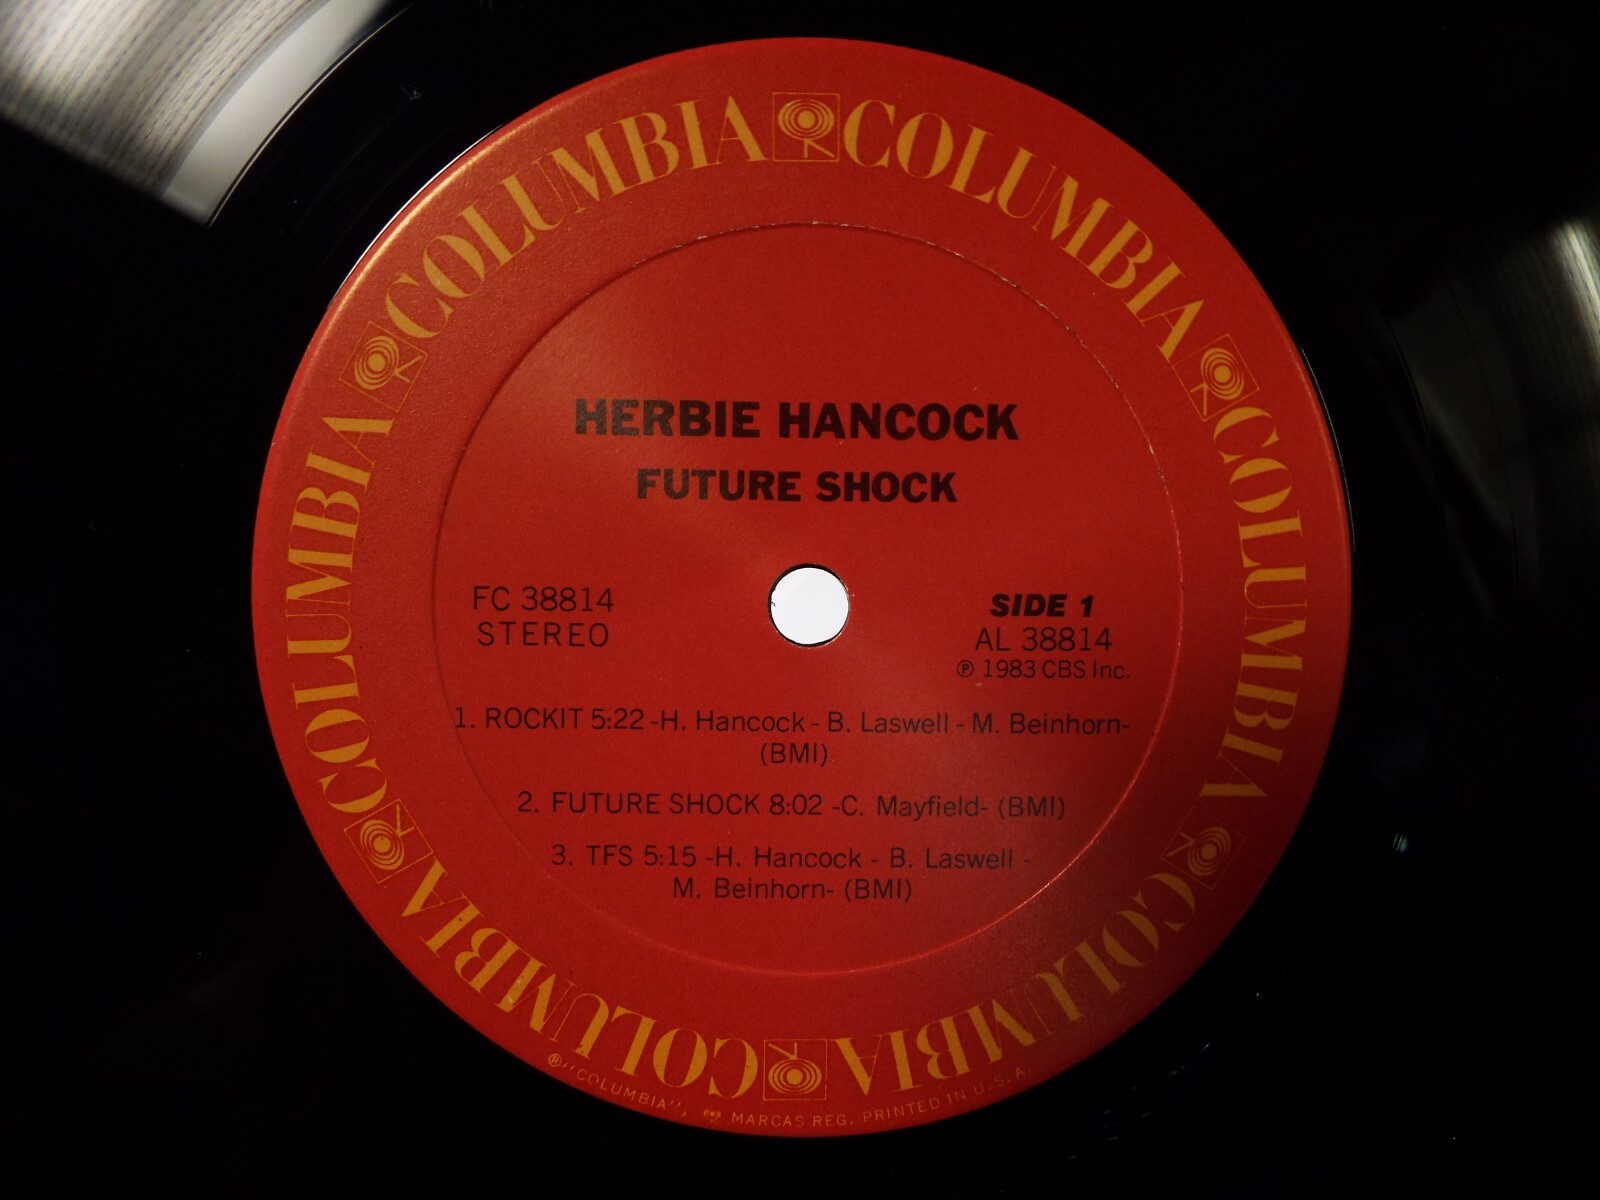 COLUMBIA COLUMBIA COLUMBIA COLUMBIA COLUMBIA COLUMBIA
HERBIE HANCOCK
FUTURE SHOCK
FC 38814
STEREO
SIDE 1
AL 38814
℗ 1983 CBS Inc.
1. ROCKIT 5:22 -H. Hancock - B. Laswell - M. Beinhorn-
(BMI)
2. FUTURE SHOCK 8:02 -C. Mayfield- (BMI)
3. TFS 5:15 -H. Hancock - B. Laswell -
M. Beinhorn- (BMI)
® "COLUMBIA", MARCAS REG. PRINTED IN U.S.A.